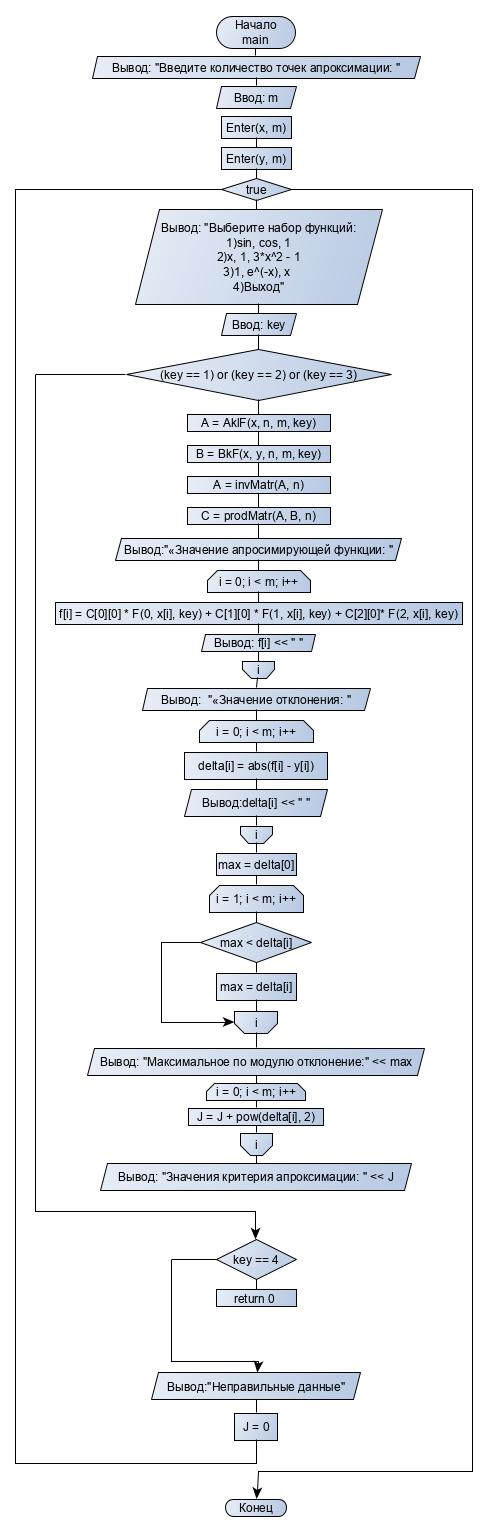 Начало
main
Вывод: "Введите количество точек апроксимации: "
Ввод: m
Enter(x, m)
Enter(y, m)
true
Вывод: "Выберите набор функций:
1)sin, cos, 1
2)x, 1, 3*x^2 - 1
3)1, e^(-x), x
4)Выход"
Ввод: key
(key == 1) or (key == 2) or (key == 3)
A = AklF(x, n, m, key)
B = BkF(x, y, n, m, key)
A = invMatr(A, n)
C = prodMatr(A, B, n)
Вывод:"«Значение апросимирующей функции: "
i = 0; i < m; i++
f[i] = C[0][0] * F(0, x[i], key) + C[1][0] * F(1, x[i], key) + C[2][0]* F(2, x[i], key)
Вывод: f[i] << " "
i
Вывод: "«Значение отклонения: "
i = 0; i < m; i++
delta[i] = abs(f[i] - y[i])
Вывод:delta[i] << " "
i
max = delta[0]
i = 1; i < m; i++
max < delta[i]
max = delta[i]
i
Вывод: "Максимальное по модулю отклонение:" << max
i = 0; i < m; i++
J = J + pow(delta[i], 2)
i
Вывод: "Значения критерия апроксимации: " << J
key == 4
return 0
Вывод:"Неправильные данные"
J = 0
Конец